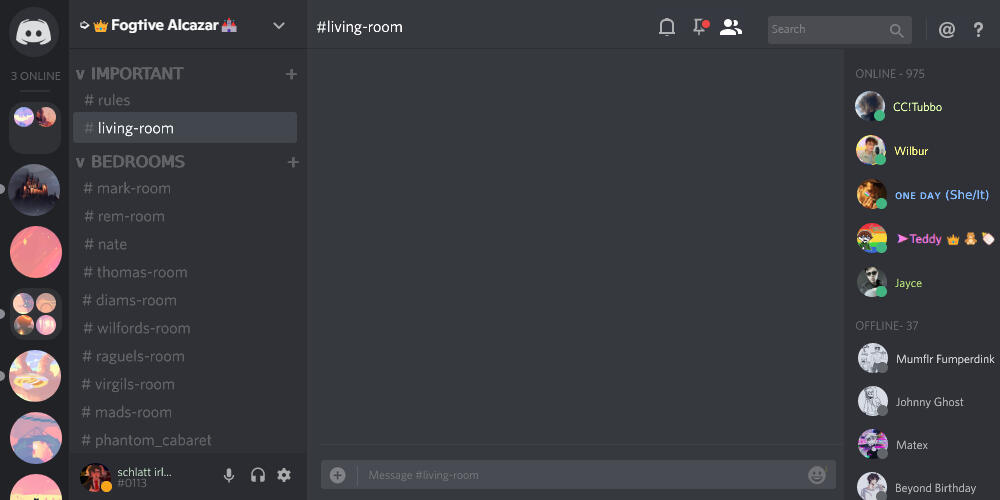 3 ONLINE
Fogtive Alcazar
IMPORTANT
# rules
# living-room
BEDROOMS
# mark-room
# rem-room
# nate
# thomas-room
# diams-room
# wilfords-room
# raguels-room
# virgils-room
# mads-room
# phantom_cabaret
schlatt irl...
#0113
#living-room
Search
Message #living-room
ONLINE - 975
CC!Tubbo
Wilbur
ᴏɴᴇ ᴅᴀʏ (She/It)
➤Teddy
Jayce
OFFLINE- 37
Mumflr Fumperdink
Johnny Ghost
Matex
Beyond Birthday